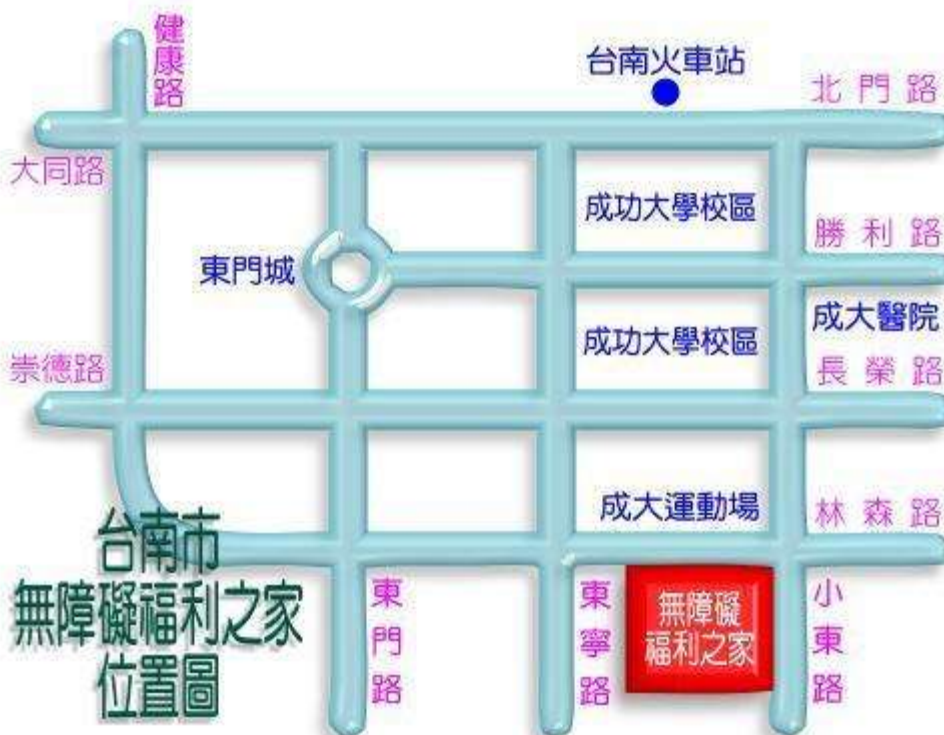 健康路
台南火車站
北門路
大同路
成功大學校區
勝利路
東門城
成大醫院
成功大學校區
崇德路
長榮路
成大運動場
林森路
台南市
無障礙福利之家
位置圖
東門路
東寧路
無障礙
福利之家
小東路